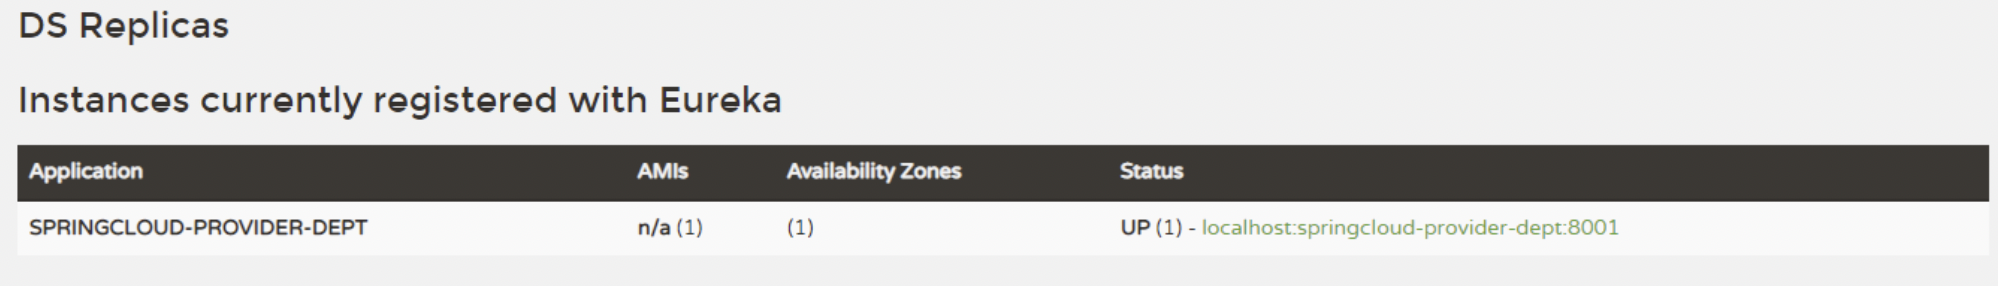 DS Replicas
Instances currently registered with Eureka
Application AMIs Availability Zones Status
SPRINGCLOUD-PROVIDER-DEPT n/a (1) (1) UP (1) - localhost:springcloud-provider-dept:8001